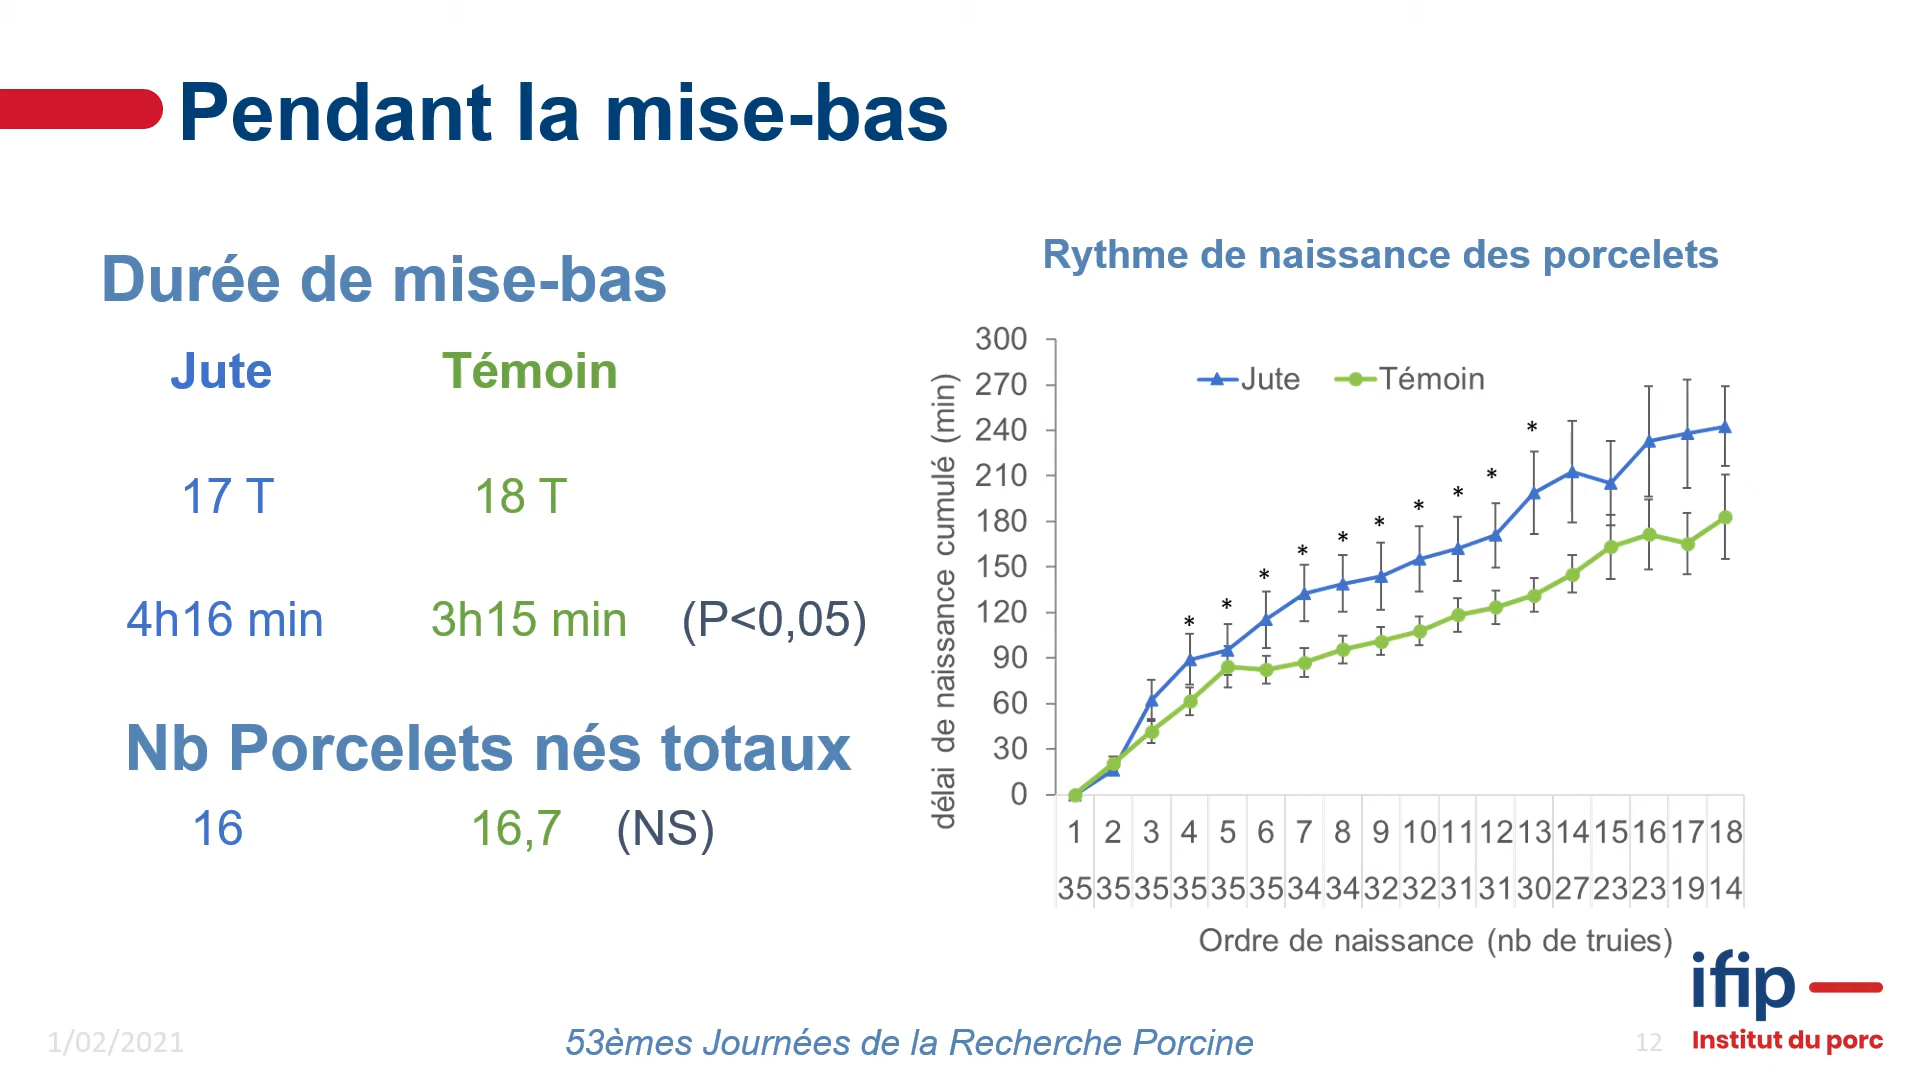 Pendant la mise-bas
Durée de mise-bas
Jute Témoin
17 T 18 T
4h16 min 3h15 min (P<0,05)
Nb Porcelets nés totaux
16 16,7 (NS)
Rythme de naissance des porcelets
Jute Témoin
délai de naissance cumulé (min)
300
270
240
210
180
150
120
90
60
30
0
* * * * * * * * * *
1 2 3 4 5 6 7 8 9 10 11 12 13 14 15 16 17 18
35 35 35 35 35 35 34 34 32 32 31 31 30 27 23 23 19 14
Ordre de naissance (nb de truies)
ifip
Institut du porc
1/02/2021
53èmes Journées de la Recherche Porcine
12